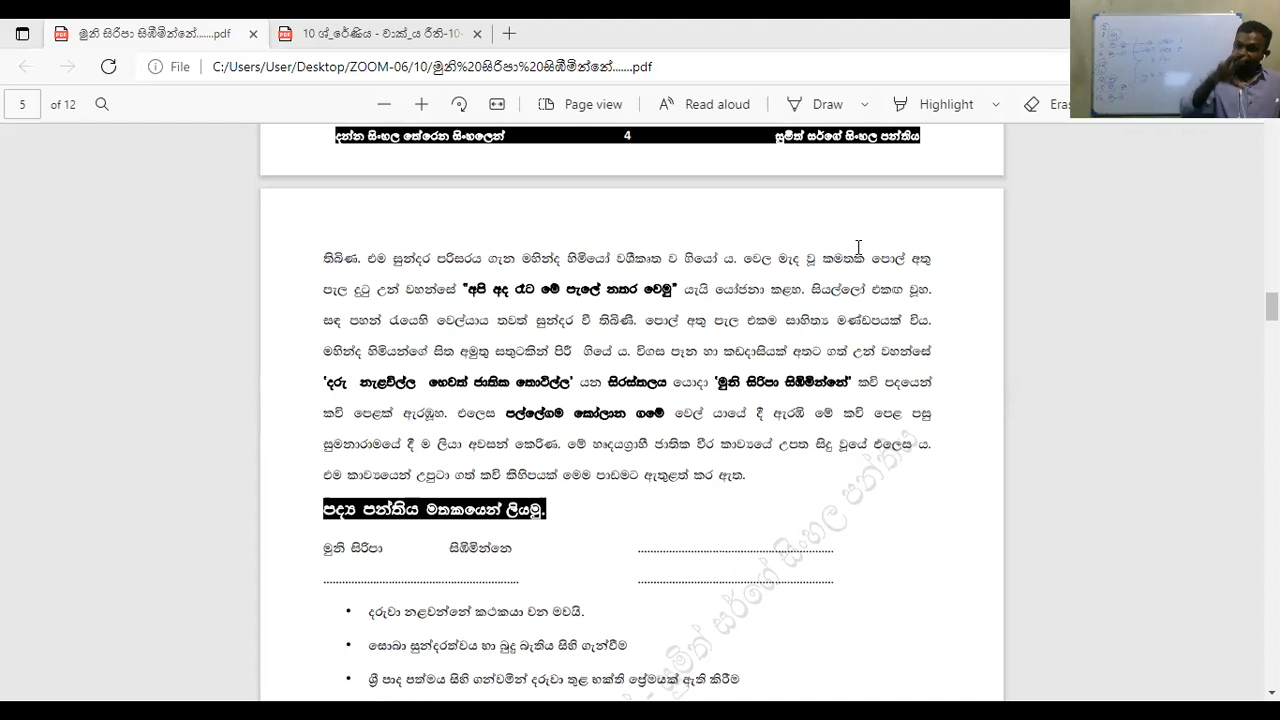 මුනි සිරිපා සිඹිමින්නේ.......pdf
10 ශ්‍රේණිය - වාක්‍ය රීති-10-
File C:/Users/User/Desktop/ZOOM-06/10/මුනි%20සිරිපා%20සිඹිමින්නේ.......pdf
5 of 12 Page view Read aloud Draw Highlight Eras
දන්න සිංහල තේරෙන සිංහලෙන් 4 සුමිත් සර්ගේ සිංහල පන්තිය
තිබිණ. එම සුන්දර පරිසරය ගැන මහින්ද හිමියෝ වශීකෘත ව ගියෝ ය. වෙල මැද වූ කමතක පොල් අතු
පැල දුටු උන් වහන්සේ "අපි අද රෑට මේ පැලේ නතර වෙමු" යැයි යෝජනා කළහ. සියල්ලෝ එකඟ වූහ.
සඳ පහන් රැයෙහි වෙල්යාය තවත් සුන්දර වී තිබිණි. පොල් අතු පැල එකම සාහිත්‍ය මණ්ඩපයක් විය.
මහින්ද හිමියන්ගේ සිත අමුතු සතුටකින් පිරී ගියේ ය. විගස පෑන හා කඩදාසියක් අතට ගත් උන් වහන්සේ
'දරු නැළවිල්ල හෙවත් ජාතික තොටිල්ල' යන සිරස්තලය යොදා 'මුනි සිරිපා සිඹිමින්නේ' කවි පදයෙන්
කවි පෙළක් ඇරඹූහ. එලෙස පල්ලේගම කෝලාන ගමේ වෙල් යායේ දී ඇරඹි මේ කවි පෙළ පසු
සුමනාරාමයේ දී ම ලියා අවසන් කෙරිණ. මේ හෘදයග්‍රාහී ජාතික වීර කාව්‍යයේ උපත සිදු වූයේ එලෙස ය.
එම කාව්‍යයෙන් උපුටා ගත් කවි කිහිපයක් මෙම පාඩමට ඇතුළත් කර ඇත.
පද්‍ය පන්තිය මතකයෙන් ලියමු.
මුනි සිරිපා සිඹිමින්නෙ ......................................................
...................................................... ......................................................
• දරුවා නළවන්නේ කථකයා වන මවයි.
• සොබා සුන්දරත්වය හා බුදු බැතිය සිහි ගැන්වීම
• ශ්‍රී පාද පත්මය සිහි ගන්වමින් දරුවා තුළ භක්ති ප්‍රේමයක් ඇති කිරීම
- සුමිත් සර්ගේ සිංහල පන්තිය